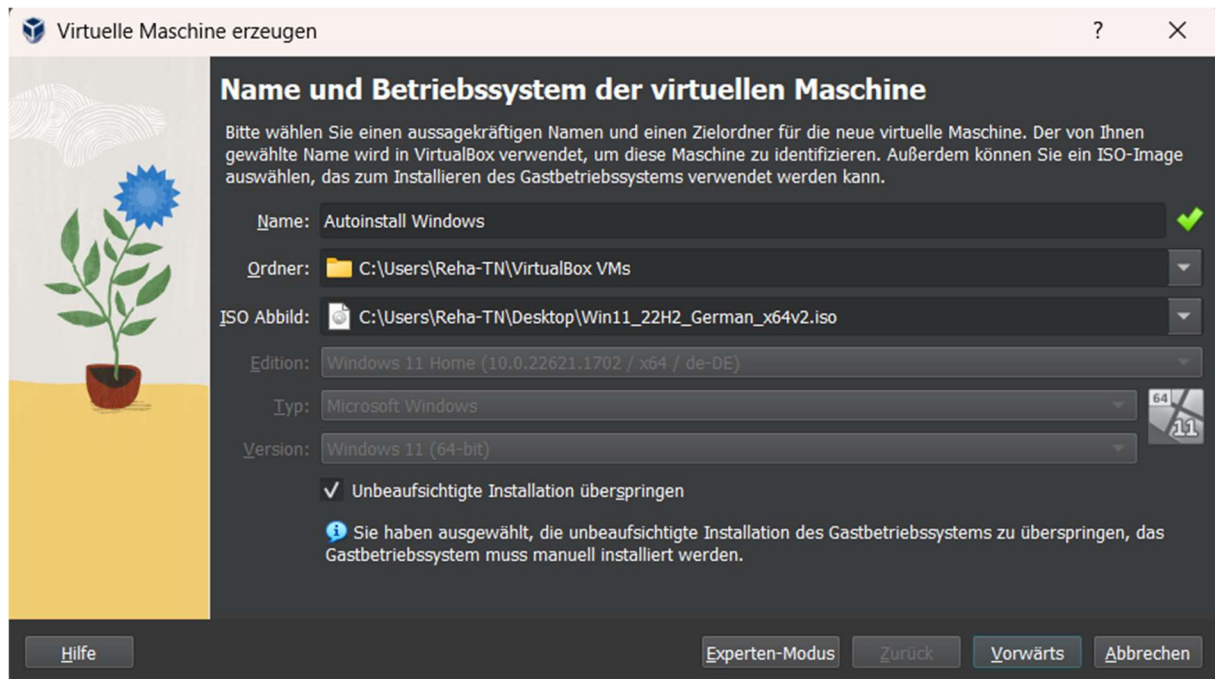 Virtuelle Maschine erzeugen ?
Name und Betriebssystem der virtuellen Maschine
Bitte wählen Sie einen aussagekräftigen Namen und einen Zielordner für die neue virtuelle Maschine. Der von Ihnen
gewählte Name wird in VirtualBox verwendet, um diese Maschine zu identifizieren. Außerdem können Sie ein ISO-Image
auswählen, das zum Installieren des Gastbetriebssystems verwendet werden kann.
Name: Autoinstall Windows
Ordner: C:\Users\Reha-TN\VirtualBox VMs
ISO Abbild: C:\Users\Reha-TN\Desktop\Win11_22H2_German_x64v2.iso
Edition: Windows 11 Home (10.0.22621.1702 / x64 / de-DE)
Typ: Microsoft Windows 64
Version: Windows 11 (64-bit) 11
Unbeaufsichtigte Installation überspringen
Sie haben ausgewählt, die unbeaufsichtigte Installation des Gastbetriebssystems zu überspringen, das
Gastbetriebssystem muss manuell installiert werden.
Hilfe Experten-Modus Zurück Vorwärts Abbrechen